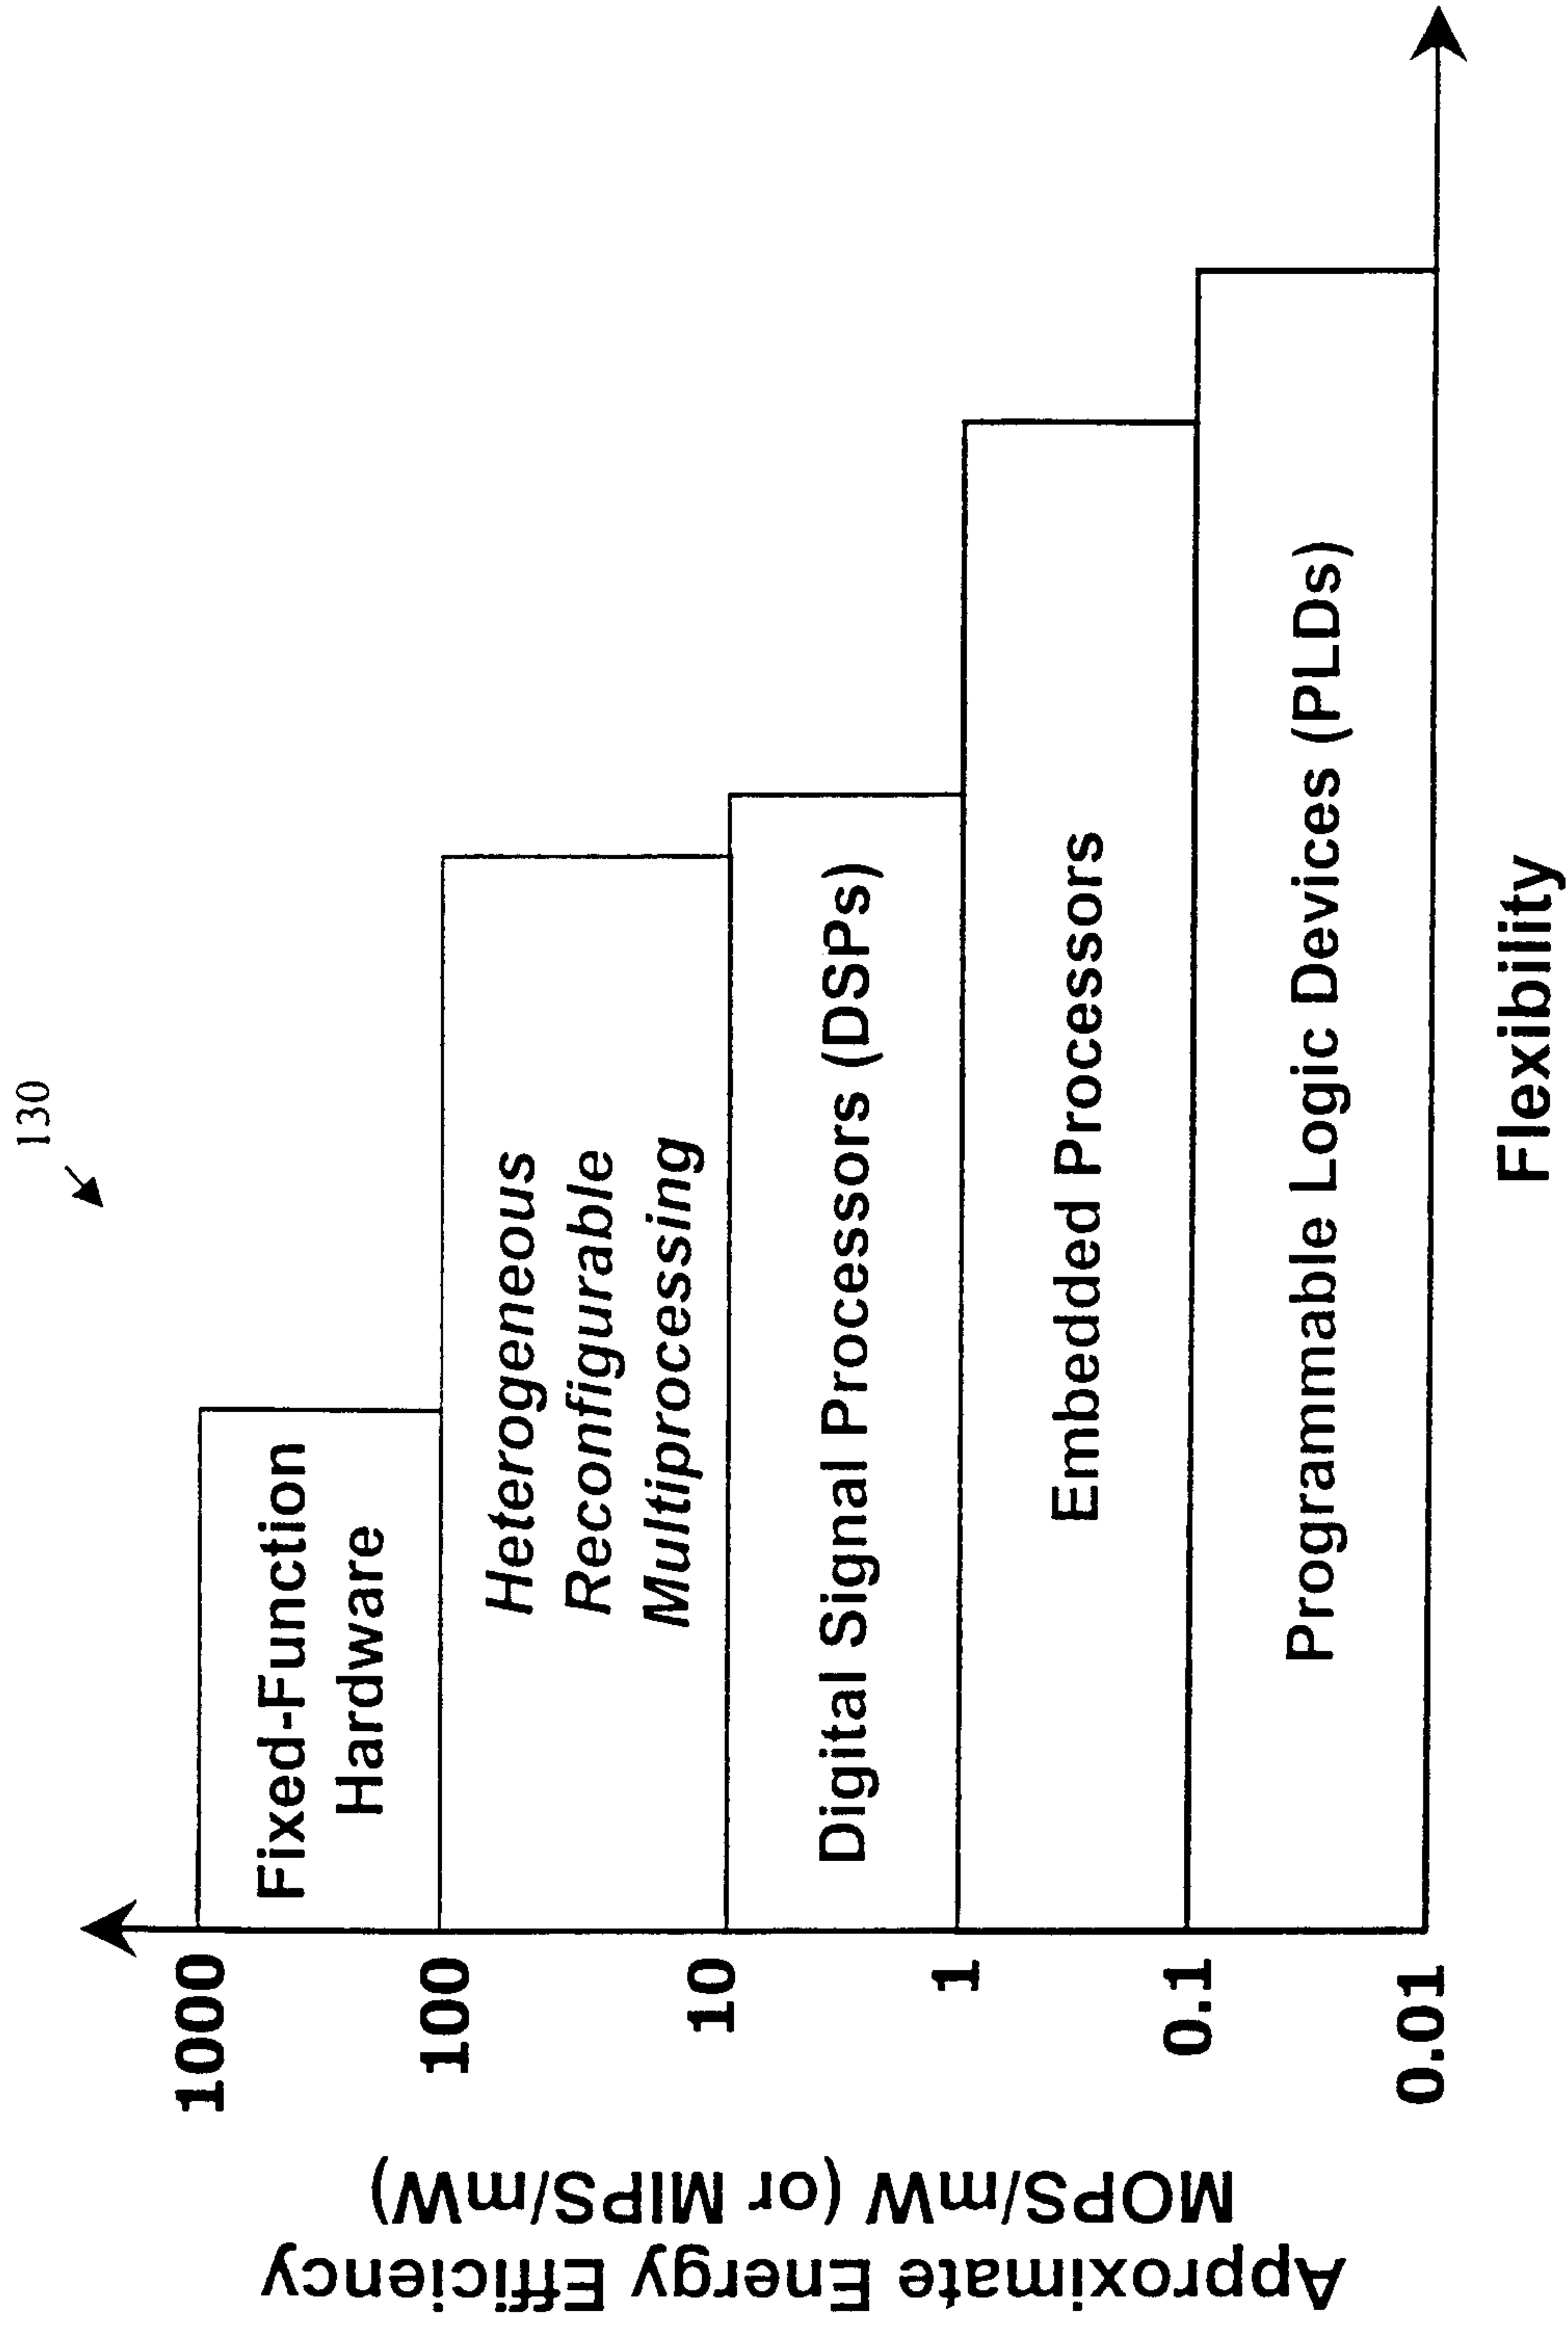 130
Approximate Energy Efficiency
MOPS/mW (or MIPS/mW)
1000
100
10
1
0.1
0.01
Fixed-Function
Hardware
Heterogeneous
Reconfigurable
Multiprocessing
Digital Signal Processors (DSPs)
Embedded Processors
Programmable Logic Devices (PLDs)
Flexibility